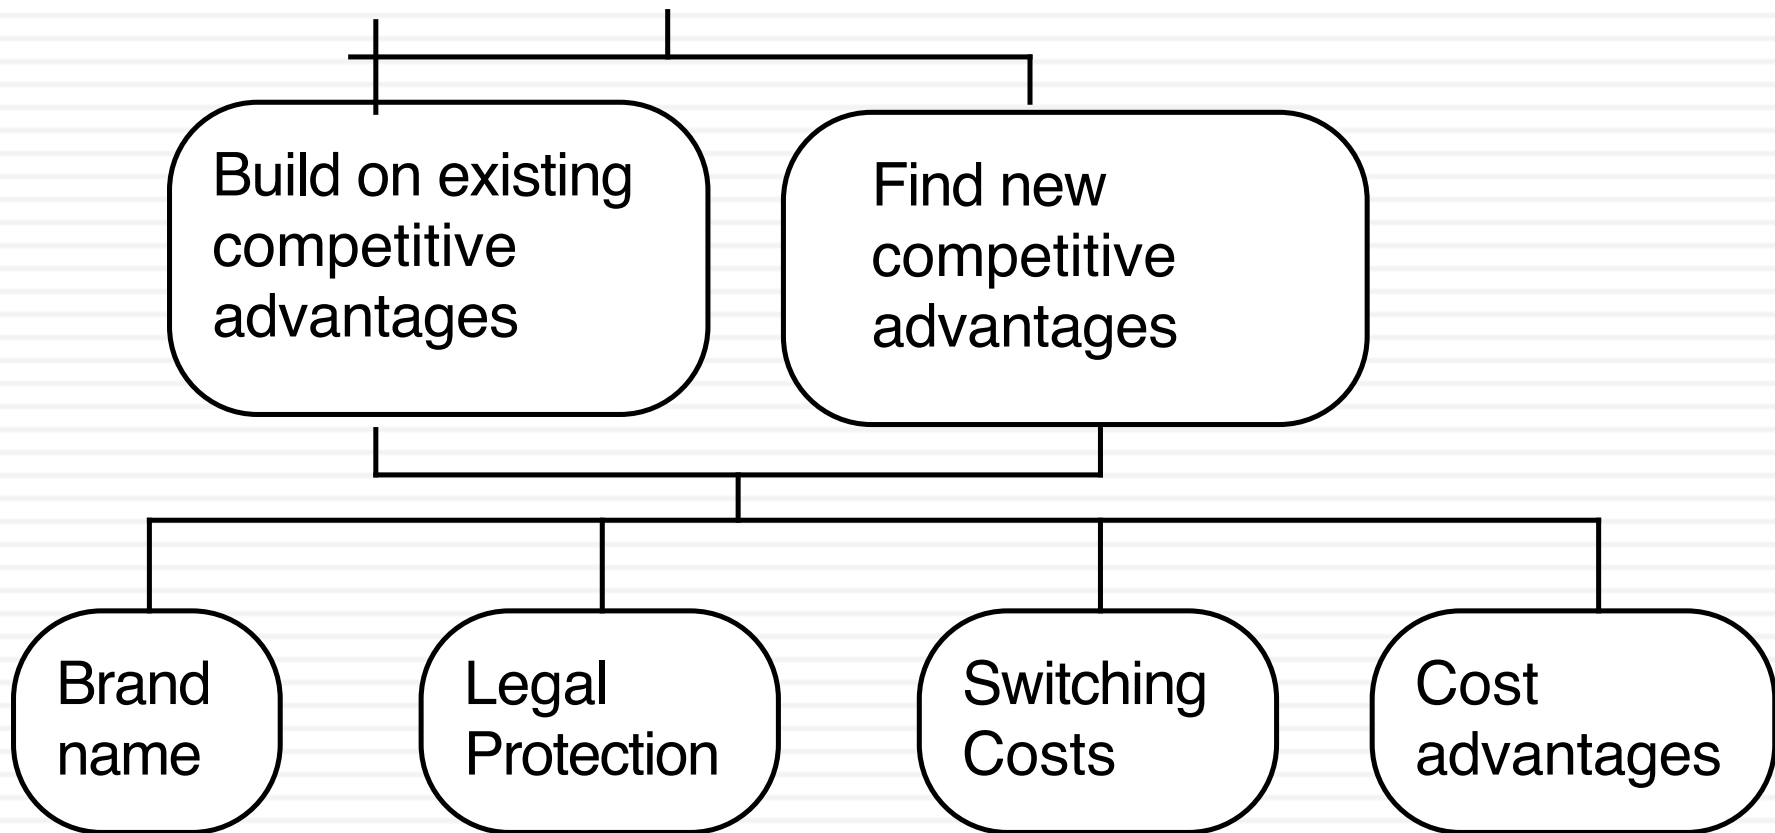 Build on existing
competitive
advantages
Find new
competitive
advantages
Brand
name
Legal
Protection
Switching
Costs
Cost
advantages